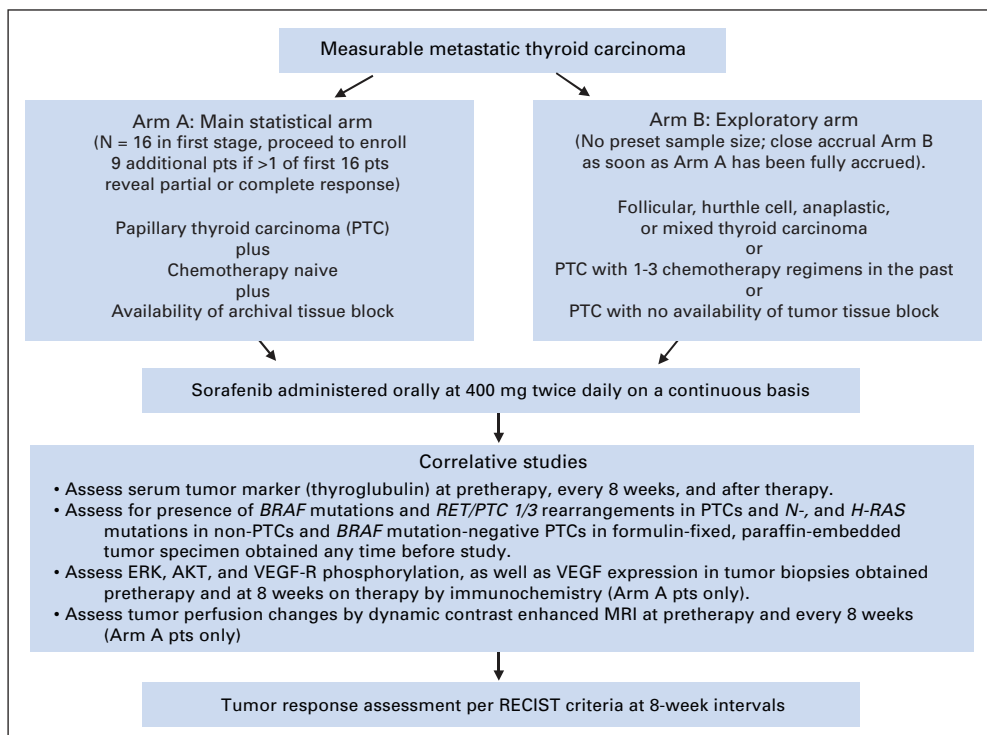 Measurable metastatic thyroid carcinoma
Arm A: Main statistical arm
(N = 16 in first stage, proceed to enroll
9 additional pts if >1 of first 16 pts
reveal partial or complete response)
Papillary thyroid carcinoma (PTC)
plus
Chemotherapy naive
plus
Availability of archival tissue block
Arm B: Exploratory arm
(No preset sample size; close accrual Arm B
as soon as Arm A has been fully accrued).
Follicular, hurthle cell, anaplastic,
or mixed thyroid carcinoma
or
PTC with 1-3 chemotherapy regimens in the past
or
PTC with no availability of tumor tissue block
Sorafenib administered orally at 400 mg twice daily on a continuous basis
Correlative studies
• Assess serum tumor marker (thyroglubulin) at pretherapy, every 8 weeks, and after therapy.
• Assess for presence of BRAF mutations and RET/PTC 1/3 rearrangements in PTCs and N-, and H-RAS
mutations in non-PTCs and BRAF mutation-negative PTCs in formulin-fixed, paraffin-embedded
tumor specimen obtained any time before study.
• Assess ERK, AKT, and VEGF-R phosphorylation, as well as VEGF expression in tumor biopsies obtained
pretherapy and at 8 weeks on therapy by immunochemistry (Arm A pts only).
• Assess tumor perfusion changes by dynamic contrast enhanced MRI at pretherapy and every 8 weeks
(Arm A pts only)
Tumor response assessment per RECIST criteria at 8-week intervals